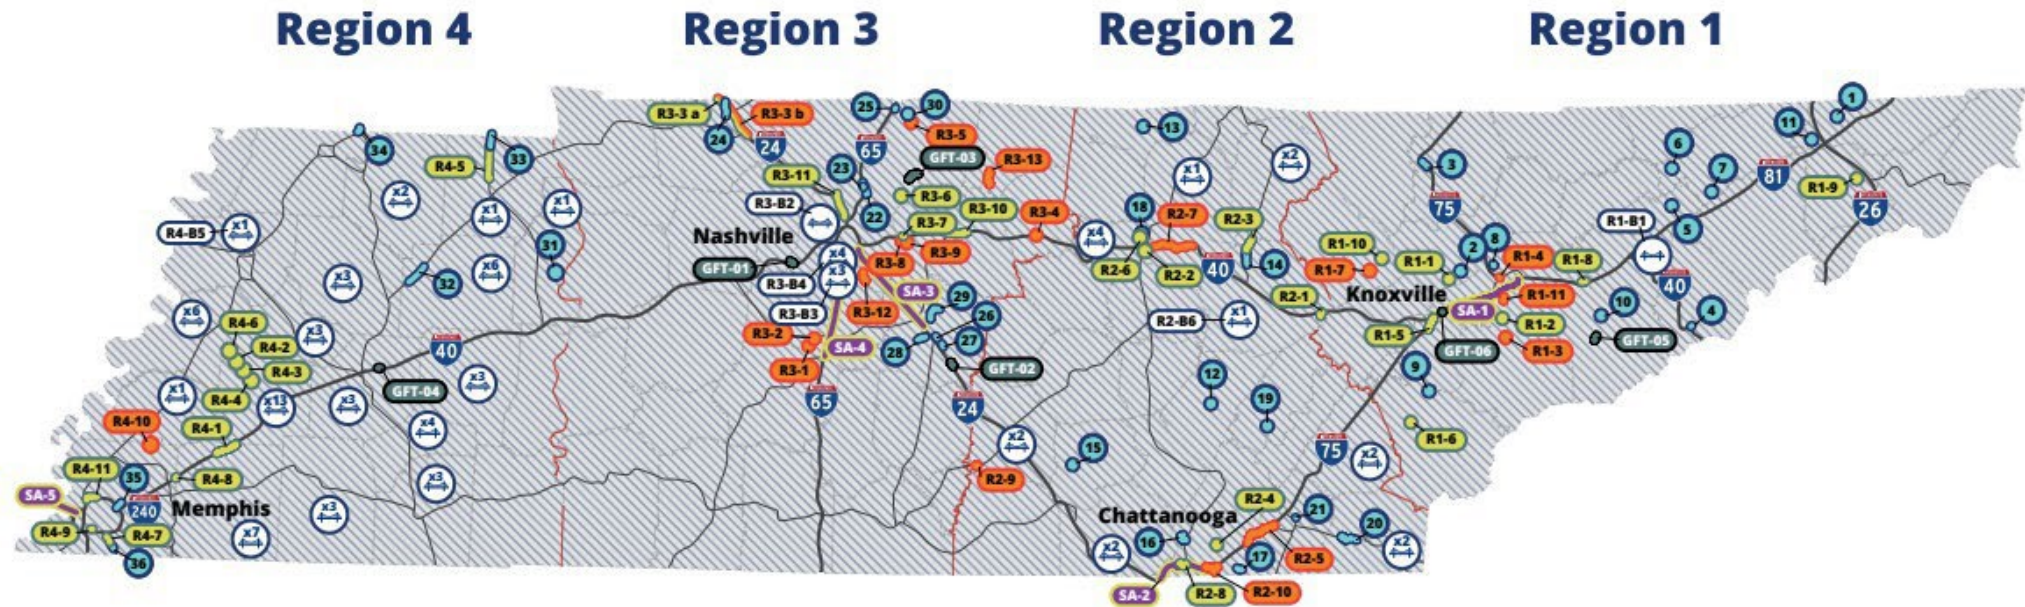 Region 4
Region 3
Region 2
Region 1
34
R4-5
33
x2
x1
x1
R4-B5
x1
31
x3
32
x6
x6
R4-6
x3
R4-2
R4-3
40
R4-4
x1
x13
x3
GFT-04
x3
R4-10
R4-1
x4
R4-11
35
R4-8
x3
SA-5
240
Memphis
x3
R4-9
R4-7
x7
36
R3-3 a
24
R3-3 b
24
25
30
65
R3-5
GFT-03
R3-13
R3-11
23
R3-B2
R3-6
22
R3-10
R3-7
R3-4
Nashville
x4
R3-9
R3-8
GFT-01
x3
R3-B4
SA-3
29
R3-B3
R3-12
26
R3-2
SA-4
28
27
R3-1
GFT-02
65
24
13
x1
x2
18
R2-7
R2-3
x4
R2-6
R2-2
40
14
R2-1
R2-B6
x1
12
19
x2
15
R2-9
75
x2
R2-4
Chattanooga
21
16
20
x2
17
R2-5
x2
SA-2
R2-8
R2-10
1
11
3
6
7
81
75
R1-9
26
R1-B1
5
R1-10
R1-1
2
8
R1-4
R1-8
R1-7
Knoxville
40
R1-11
10
SA-1
4
R1-5
R1-2
GFT-05
GFT-06
R1-3
9
R1-6